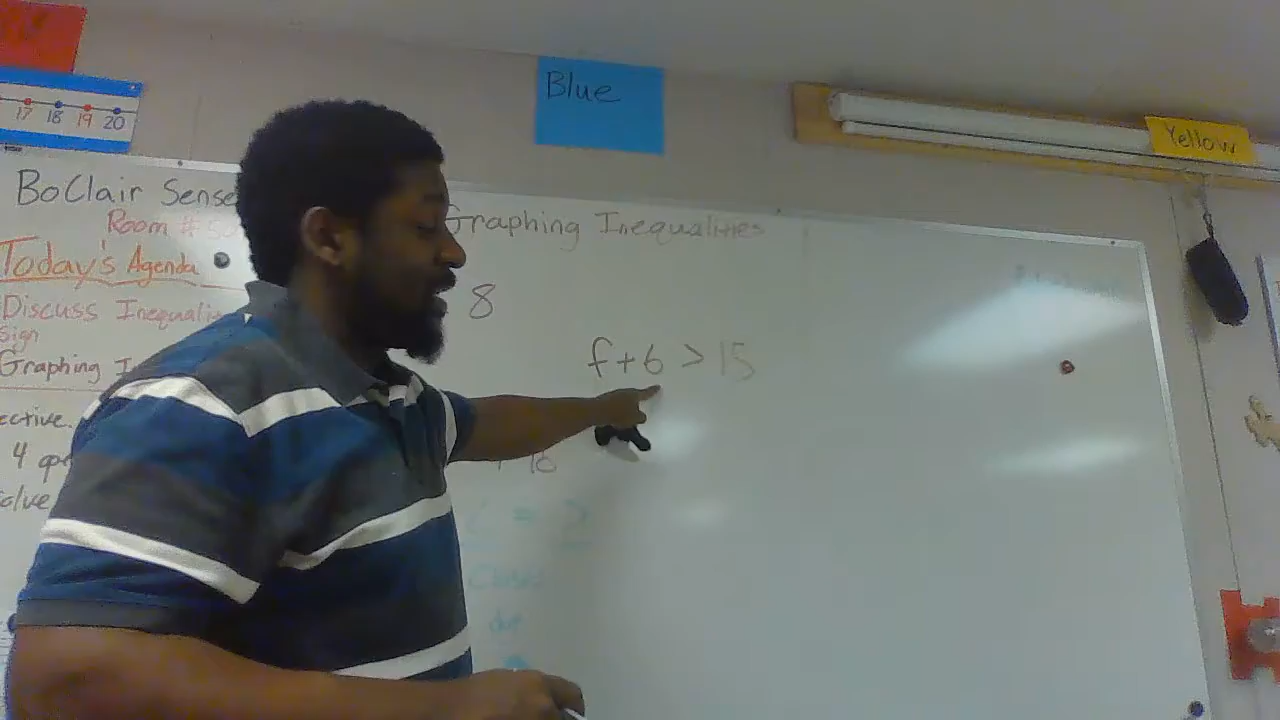 17 18 19 20
Blue
Yellow
BoClair Sense
Room #
Today's Agenda
Discuss Inequali
Sign
Graphing I
ective.
4
olve
Graphing Inequalities
8
f+6 > 15